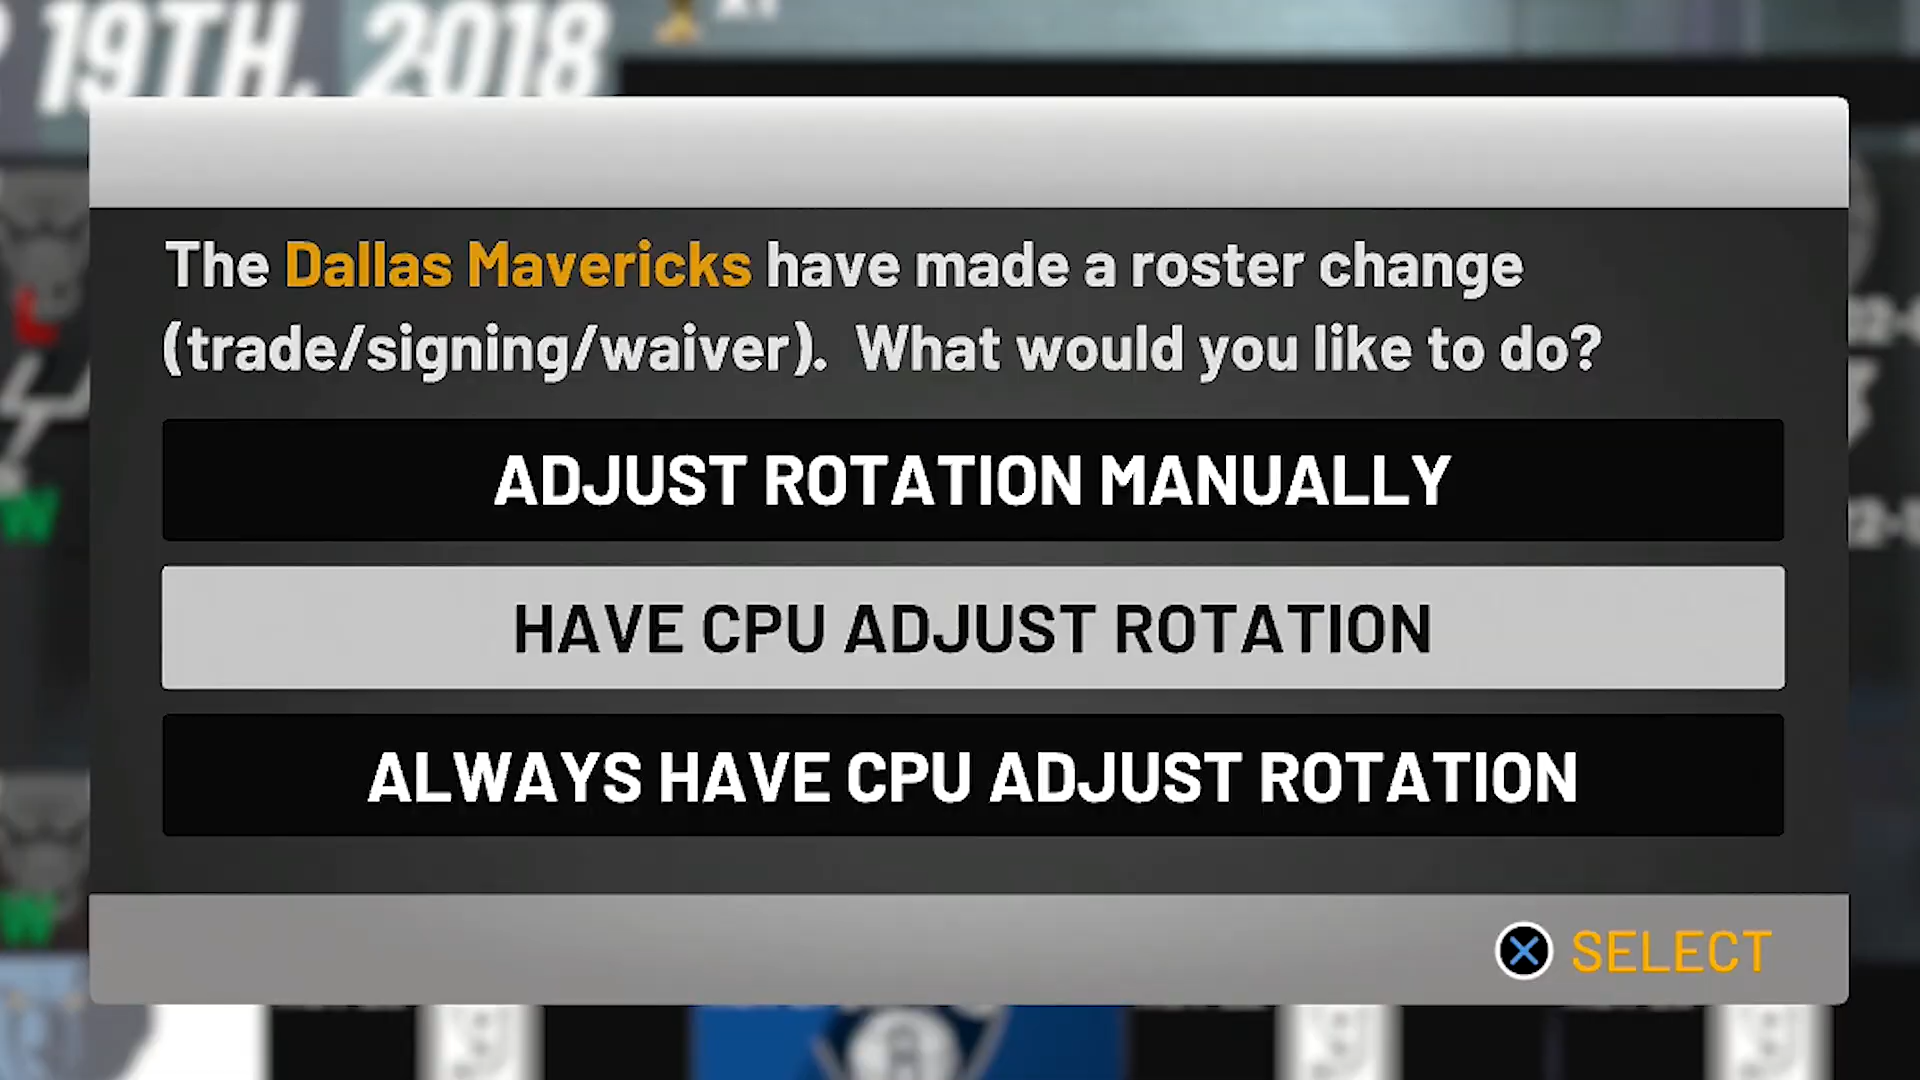 19TH, 2018
The Dallas Mavericks have made a roster change
(trade/signing/waiver).  What would you like to do?
ADJUST ROTATION MANUALLY
HAVE CPU ADJUST ROTATION
ALWAYS HAVE CPU ADJUST ROTATION
SELECT
L
W
W